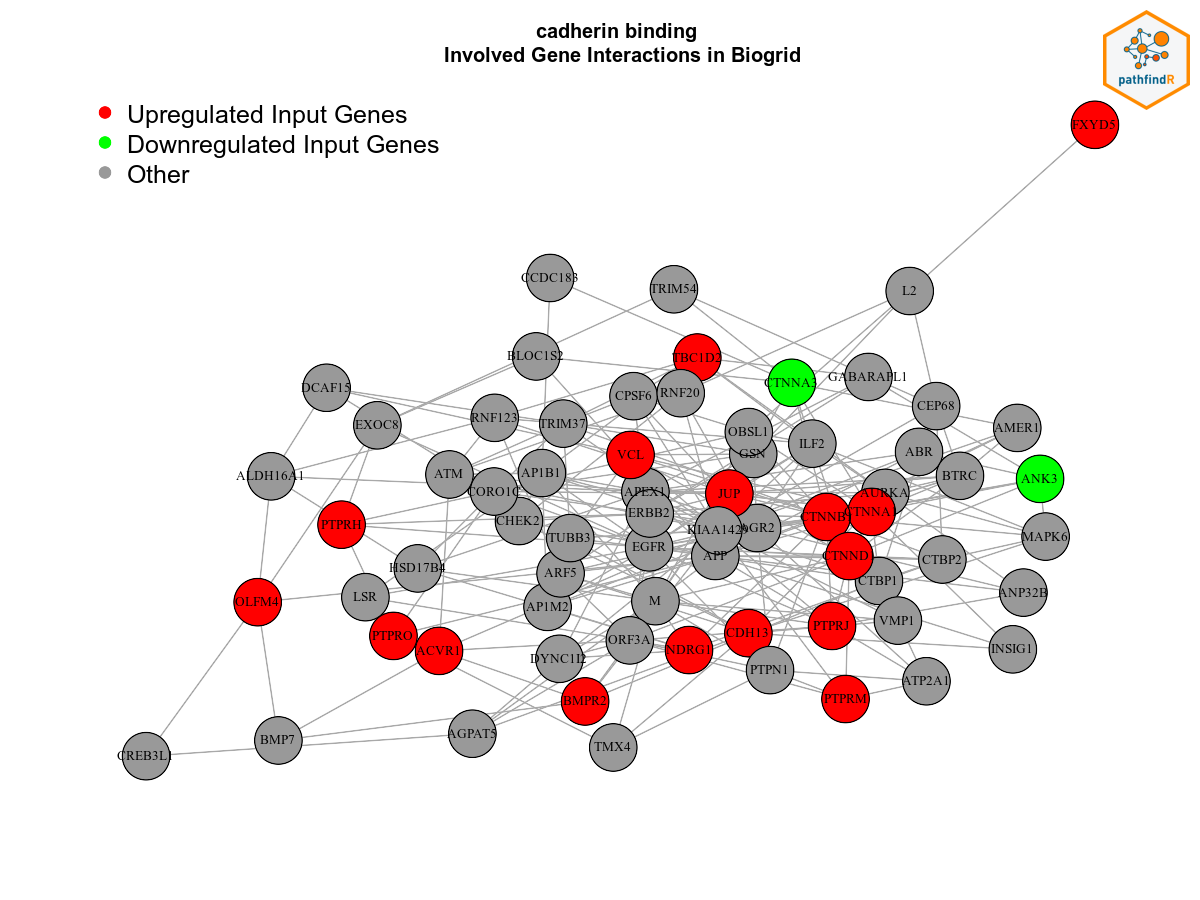 cadherin binding
Involved Gene Interactions in Biogrid
pathfindR
Upregulated Input Genes
Downregulated Input Genes
Other
FXYD5
CCDC183
TRIM54
L2
BLOC1S2
TBC1D2
CTNNA3
GABARAPL1
DCAF15
CPSF6
RNF20
CEP68
EXOC8
RNF123
TRIM37
OBSL1
ILF2
AMER1
VCL
GSN
ABR
ALDH16A1
ATM
AP1B1
BTRC
ANK3
CORO1C
APEX1
JUP
AURKA
CTNNA1
PTPRH
CHEK2
ERBB2
KIAA1429
AGR2
CTNNB1
MAPK6
TUBB3
EGFR
APP
CTNND1
CTBP2
HSD17B4
ARF5
CTBP1
ANP32B
OLFM4
LSR
AP1M2
M
VMP1
PTPRO
ACVR1
ORF3A
CDH13
PTPRJ
DYNC1I2
NDRG1
INSIG1
PTPN1
ATP2A1
BMPR2
PTPRM
CREB3L1
BMP7
AGPAT5
TMX4